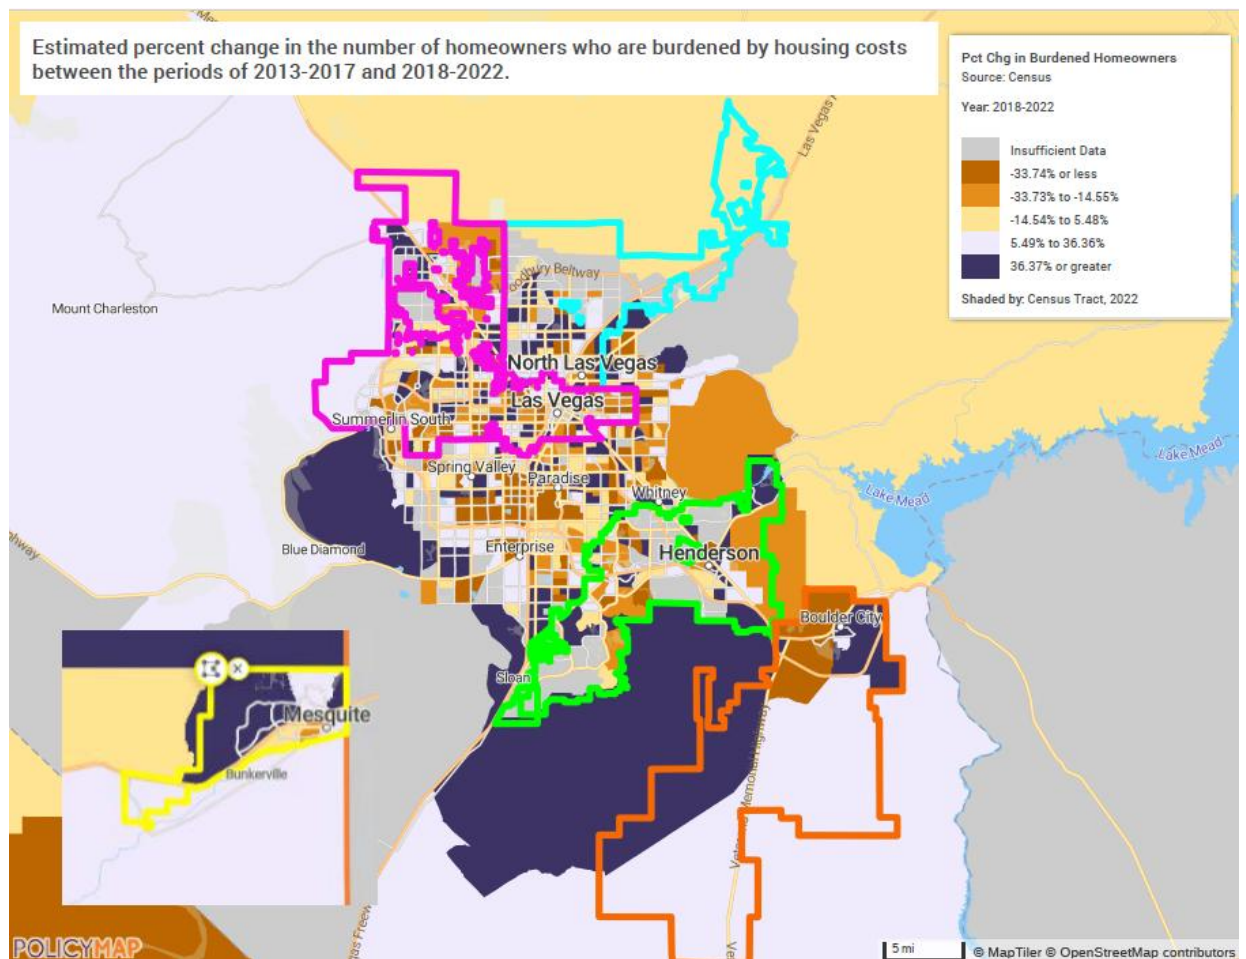 Estimated percent change in the number of homeowners who are burdened by housing costs
between the periods of 2013-2017 and 2018-2022.
Pct Chg in Burdened Homeowners
Source: Census
Year: 2018-2022
Insufficient Data
-33.74% or less
-33.73% to -14.55%
-14.54% to 5.48%
5.49% to 36.36%
36.37% or greater
Shaded by: Census Tract, 2022
Las Vegas
Mount Charleston
Beltway
North Las Vegas
Las Vegas
Summerlin South
Spring Valley
Paradise
Whitney
Lake Mead
Lake Mead
Blue Diamond
Enterprise
Henderson
Boulder City
Sloan
Mesquite
Bunkerville
Memorial Highway
POLICYMAP
5 mi
© MapTiler © OpenStreetMap contributors